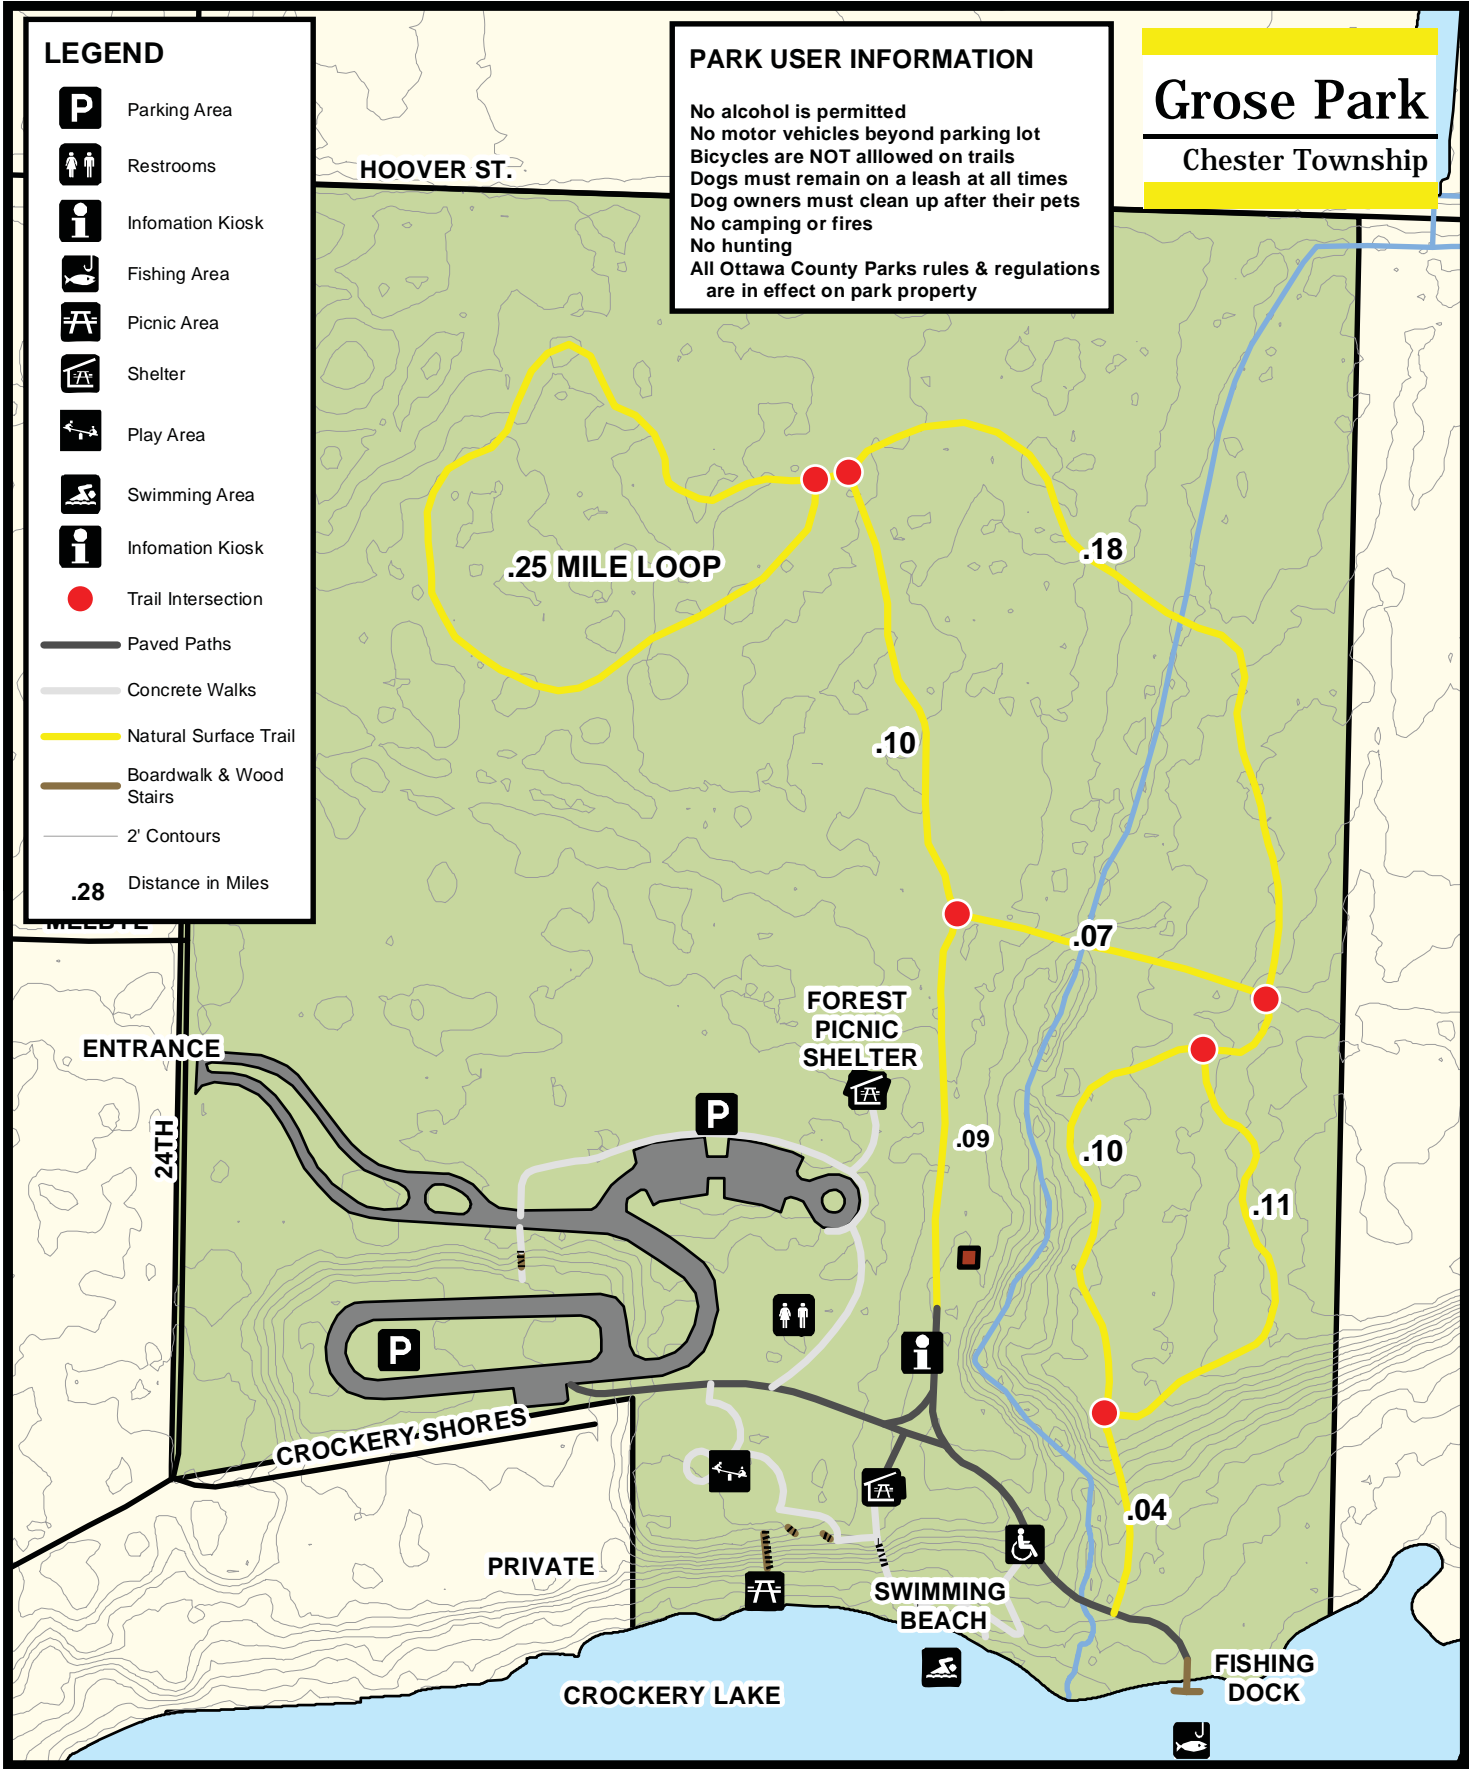 LEGEND
P
Parking Area
Restrooms
Infomation Kiosk
Fishing Area
Picnic Area
Shelter
Play Area
Swimming Area
Infomation Kiosk
Trail Intersection
Paved Paths
Concrete Walks
Natural Surface Trail
Boardwalk & Wood
Stairs
2' Contours
.28
Distance in Miles
PARK USER INFORMATION
No alcohol is permitted
No motor vehicles beyond parking lot
Bicycles are NOT alllowed on trails
Dogs must remain on a leash at all times
Dog owners must clean up after their pets
No camping or fires
No hunting
All Ottawa County Parks rules & regulations
are in effect on park property
Grose Park
Chester Township
HOOVER ST.
.25 MILE LOOP
.18
.10
.07
FOREST
PICNIC
SHELTER
ENTRANCE
24TH
P
.09
.10
.11
P
CROCKERY SHORES
.04
PRIVATE
SWIMMING
BEACH
FISHING
DOCK
CROCKERY LAKE